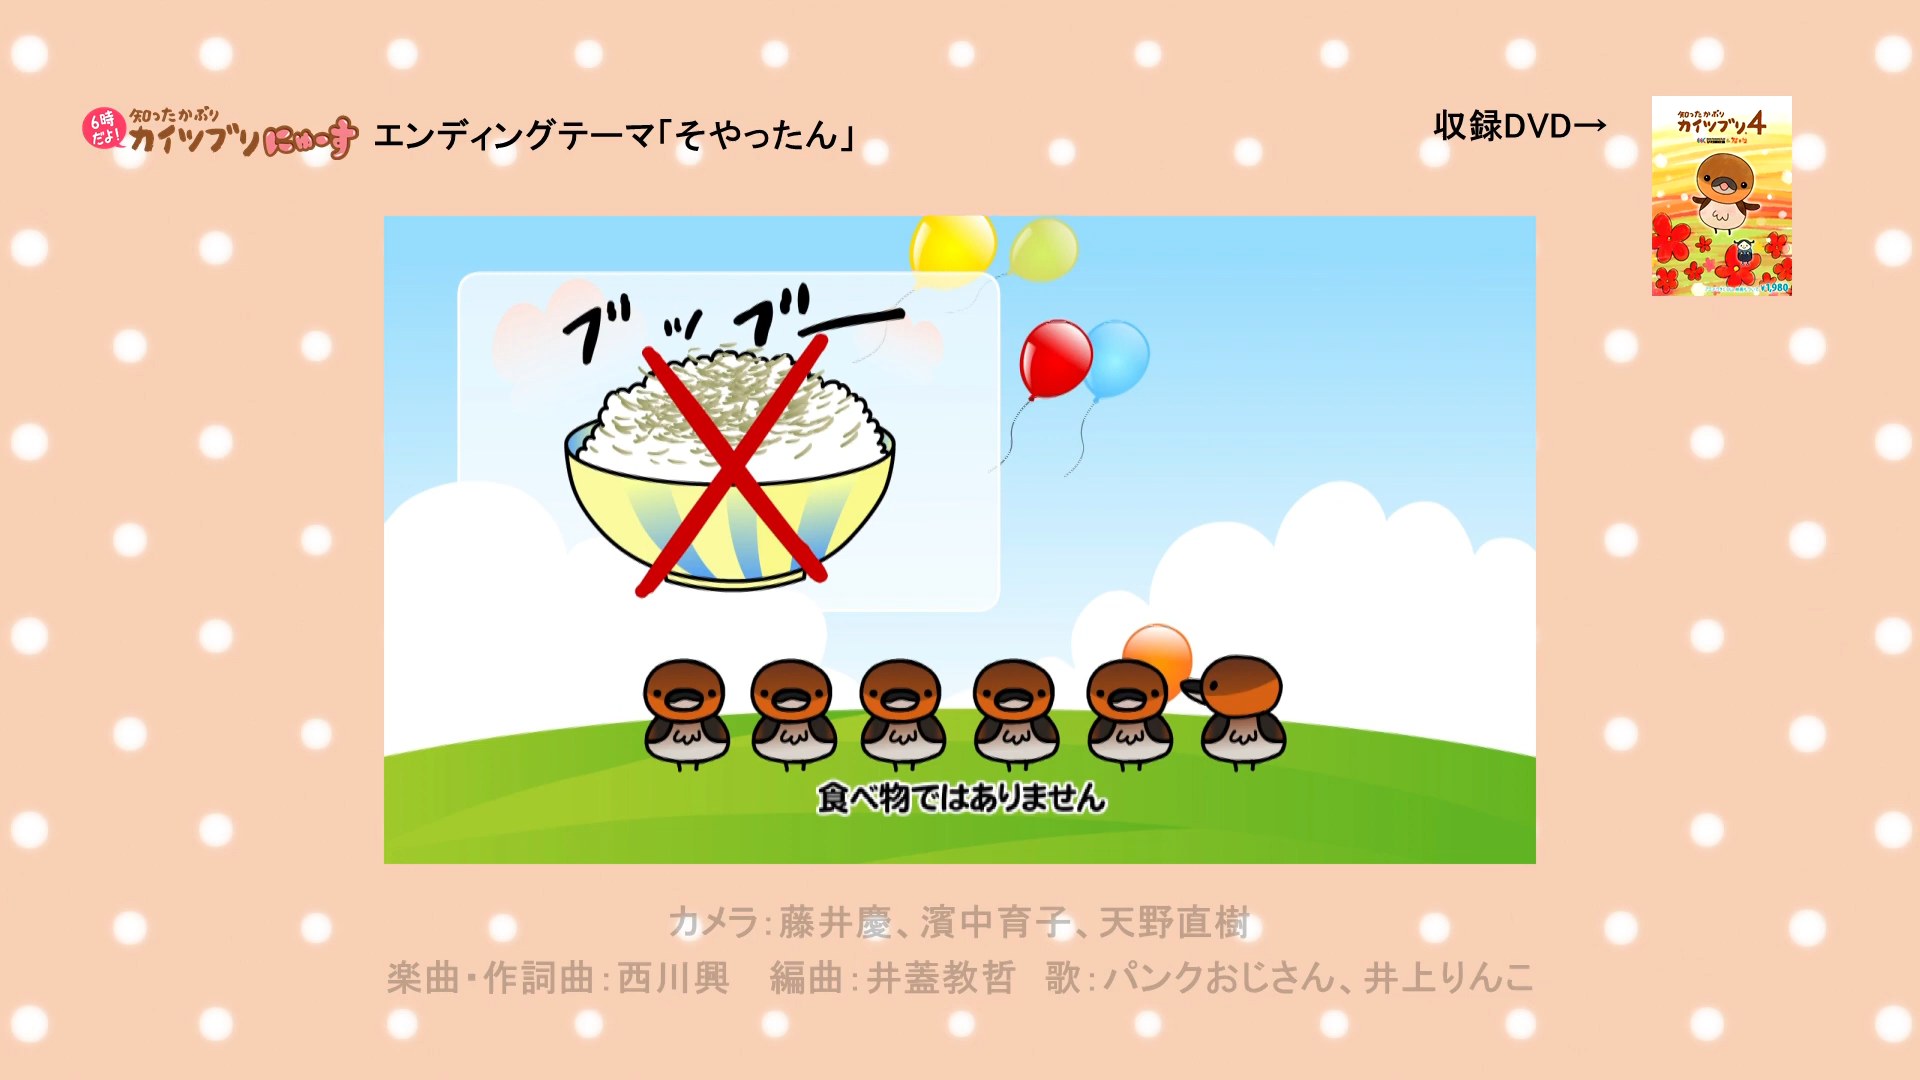 6時だよ!
知ったかぶり
カイツブリにゅーす エンディングテーマ「そやったん」
収録DVD→
知ったかぶり
カイツブリ4
¥1,980
ブッブー
食べ物ではありません
カメラ:藤井慶、濱中育子、天野直樹
楽曲・作詞曲:西川興 編曲:井蓋教哲 歌:パンクおじさん、井上りんこ